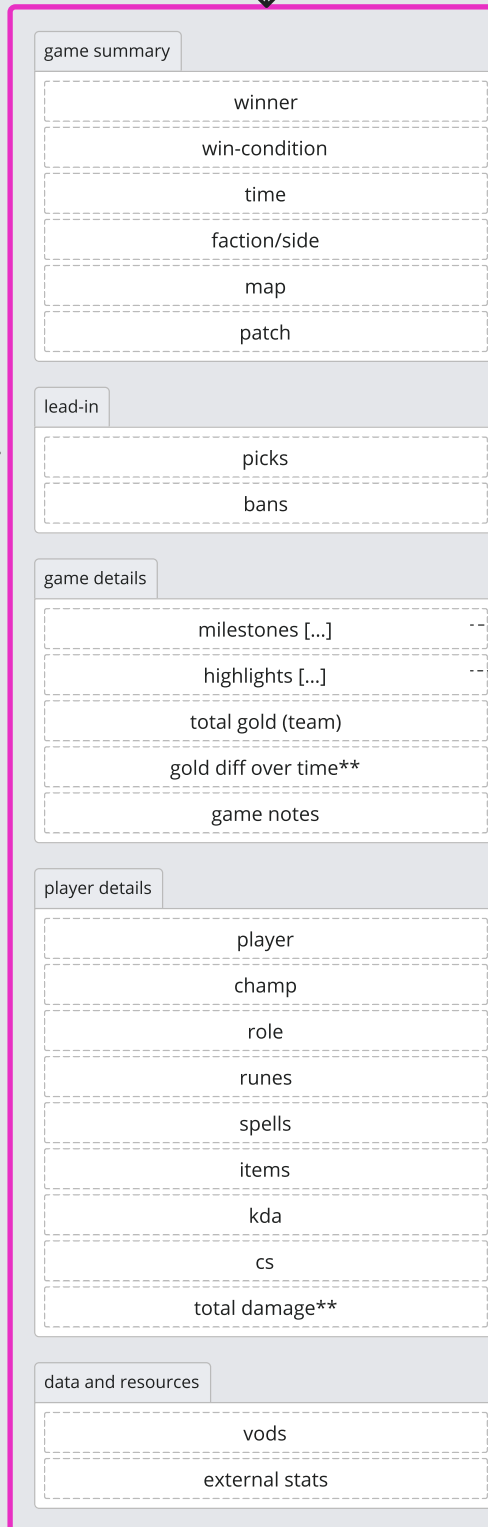 game summary
winner
win-condition
time
faction/side
map
patch
lead-in
picks
bans
game details
milestones [...]
highlights [...]
total gold (team)
gold diff over time**
game notes
player details
player
champ
role
runes
spells
items
kda
cs
total damage**
data and resources
vods
external stats